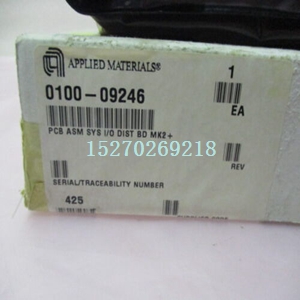 APPLIED MATERIALS®
1
0100-09246
EA
PCB ASM SYS I/O DIST BD MK2+
15270269218
REV
SERIAL/TRACEABILITY NUMBER
425